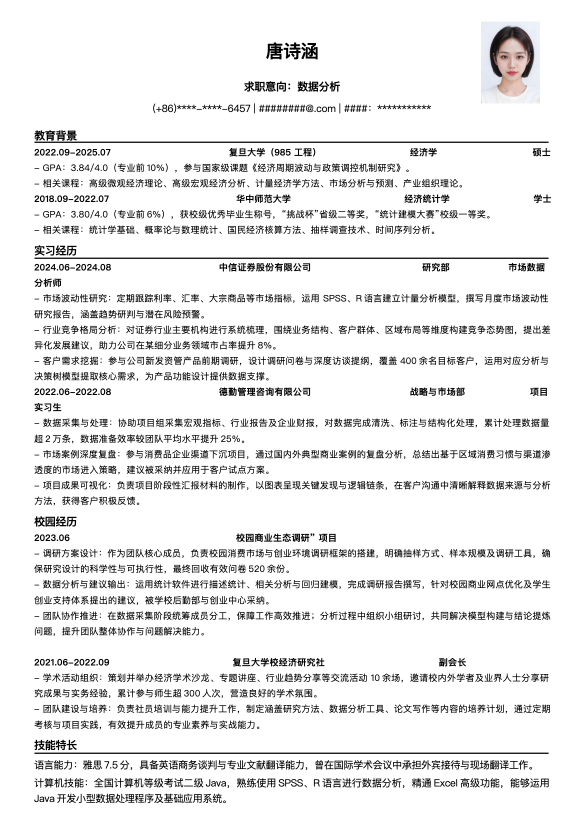 唐诗涵
求职意向：数据分析
(+86)****-****-6457 | ########@.com | ####：***********
教育背景
2022.09-2025.07 复旦大学（985 工程） 经济学 硕士
– GPA：3.84/4.0（专业前10%），参与国家级课题《经济周期波动与政策调控机制研究》。
– 相关课程：高级微观经济理论、高级宏观经济分析、计量经济学方法、市场分析与预测、产业组织理论。
2018.09-2022.07 华中师范大学 经济统计学 学士
– GPA：3.80/4.0（专业前 6%），获校级优秀毕业生称号，“挑战杯”省级二等奖，“统计建模大赛”校级一等奖。
– 相关课程：统计学基础、概率论与数理统计、国民经济核算方法、抽样调查技术、时间序列分析。
实习经历
2024.06-2024.08 中信证券股份有限公司 研究部 市场数据
分析师
– 市场波动性研究：定期跟踪利率、汇率、大宗商品等市场指标，运用 SPSS、R 语言建立计量分析模型，撰写月度市场波动性
研究报告，涵盖趋势研判与潜在风险预警。
– 行业竞争格局分析：对证券行业主要机构进行系统梳理，围绕业务结构、客户群体、区域布局等维度构建竞争态势图，提出差
异化发展建议，助力公司在某细分业务领域市占率提升 8%。
– 客户需求挖掘：参与公司新发资管产品前期调研，设计调研问卷与深度访谈提纲，覆盖 400 余名目标客户，运用对应分析与
决策树模型提取核心需求，为产品功能设计提供数据支撑。
2022.06-2022.08 德勤管理咨询有限公司 战略与市场部 项目
实习生
– 数据采集与处理：协助项目组采集宏观指标、行业报告及企业财报，对数据完成清洗、标注与结构化处理，累计处理数据量
超 2 万条，数据准备效率较团队平均水平提升 25%。
– 市场案例深度复盘：参与消费品企业渠道下沉项目，通过国内外典型商业案例的复盘分析，总结出基于区域消费习惯与渠道渗
透度的市场进入策略，建议被采纳并应用于客户试点方案。
– 项目成果可视化：负责项目阶段性汇报材料的制作，以图表呈现关键发现与逻辑链条，在客户沟通中清晰解释数据来源与分析
方法，获得客户积极反馈。
校园经历
2023.06 校园商业生态调研”项目
– 调研方案设计：作为团队核心成员，负责校园消费市场与创业环境调研框架的搭建，明确抽样方式、样本规模及调研工具，确
保研究设计的科学性与可执行性，最终回收有效问卷 520 余份。
– 数据分析与建议输出：运用统计软件进行描述统计、相关分析与回归建模，完成调研报告撰写，针对校园商业网点优化及学生
创业支持体系提出的建议，被学校后勤部与创业中心采纳。
– 团队协作推进：在数据采集阶段统筹成员分工，保障工作高效推进；分析过程中组织小组研讨，共同解决模型构建与结论提炼
问题，提升团队整体协作与问题解决能力。
2021.06-2022.09 复旦大学校经济研究社 副会长
– 学术活动组织：策划并举办经济学术沙龙、专题讲座、行业趋势分享等交流活动 10 余场，邀请校内外学者及业界人士分享研
究成果与实务经验，累计参与师生超 300 人次，营造良好的学术氛围。
– 团队建设与培养：负责社员培训与能力提升工作，制定涵盖研究方法、数据分析工具、论文写作等内容的培养计划，通过定期
考核与项目实践，有效提升成员的专业素养与实战能力。
技能特长
语言能力：雅思 7.5 分，具备英语商务谈判与专业文献翻译能力，曾在国际学术会议中承担外宾接待与现场翻译工作。
计算机技能：全国计算机等级考试二级 Java，熟练使用 SPSS、R 语言进行数据分析，精通 Excel 高级功能，能够运用
Java 开发小型数据处理程序及基础应用系统。